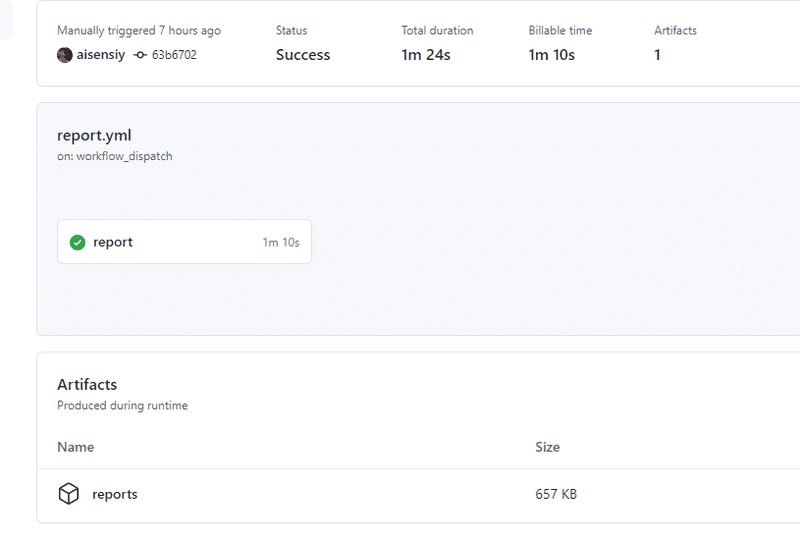 Manually triggered 7 hours ago Status Total duration Billable time Artifacts
aisensiy 63b6702 Success 1m 24s 1m 10s 1
report.yml
on: workflow_dispatch
report 1m 10s
Artifacts
Produced during runtime
Name Size
reports 657 KB